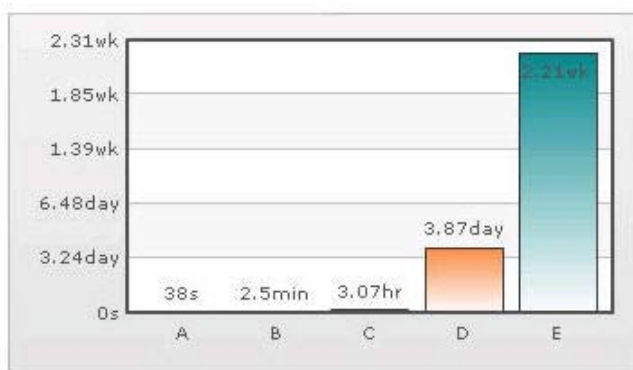 2.31wk
2.21wk
1.85wk
1.39wk
6.48day
3.87day
3.24day
38s 2.5min 3.07hr
0s
A B C D E